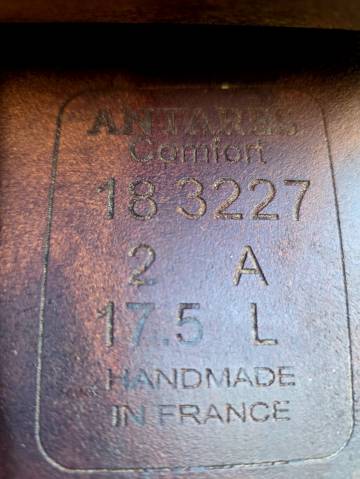 ANTARES
Comfort
18 3227
2 A
17.5 L
HANDMADE
IN FRANCE